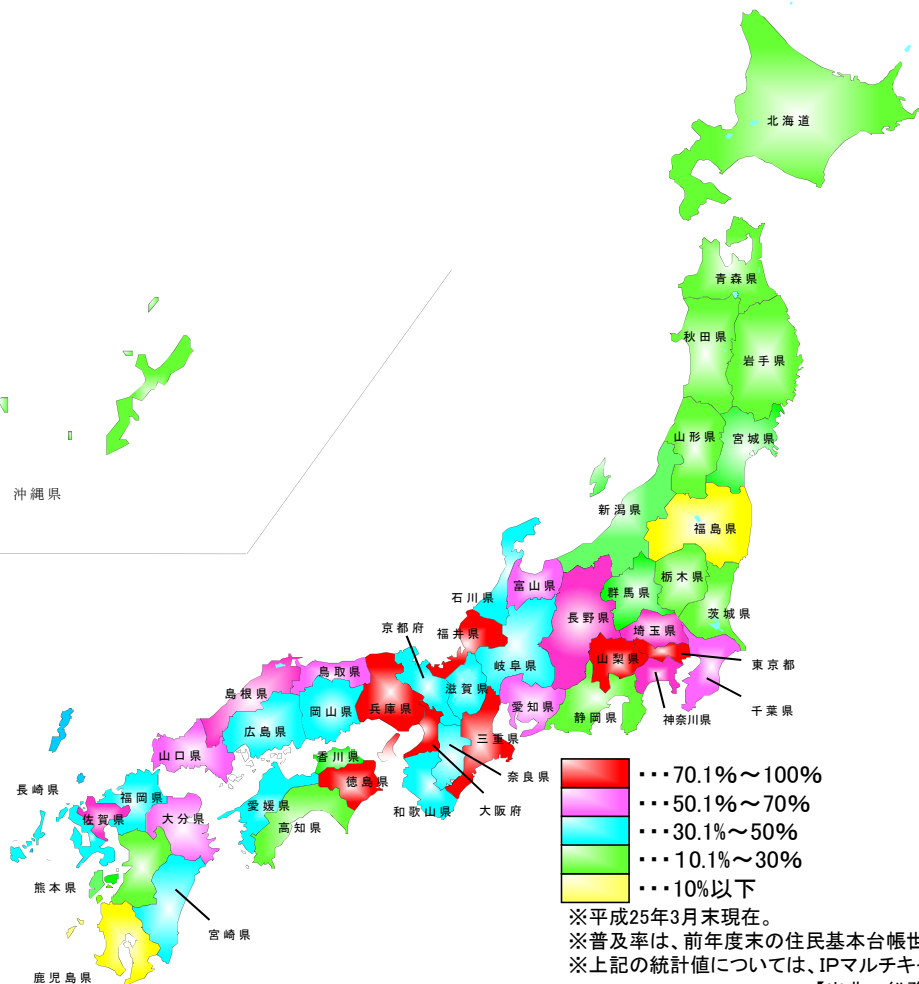 北海道
青森県
秋田県
岩手県
山形県
宮城県
沖縄県
新潟県
福島県
富山県
栃木県
群馬県
石川県
長野県
茨城県
京都府
福井県
埼玉県
岐阜県
山梨県
東京都
鳥取県
滋賀県
島根県
兵庫県
岡山県
愛知県
静岡県
神奈川県
千葉県
広島県
三重県
山口県
香川県
奈良県
徳島県
長崎県
福岡県
愛媛県
和歌山県
大阪府
佐賀県
大分県
高知県
熊本県
宮崎県
鹿児島県
・・・70.1%～100%
・・・50.1%～70%
・・・30.1%～50%
・・・10.1%～30%
・・・10%以下
※平成25年3月末現在。
※普及率は、前年度末の住民基本台帳世
※上記の統計値については、IPマルチキ